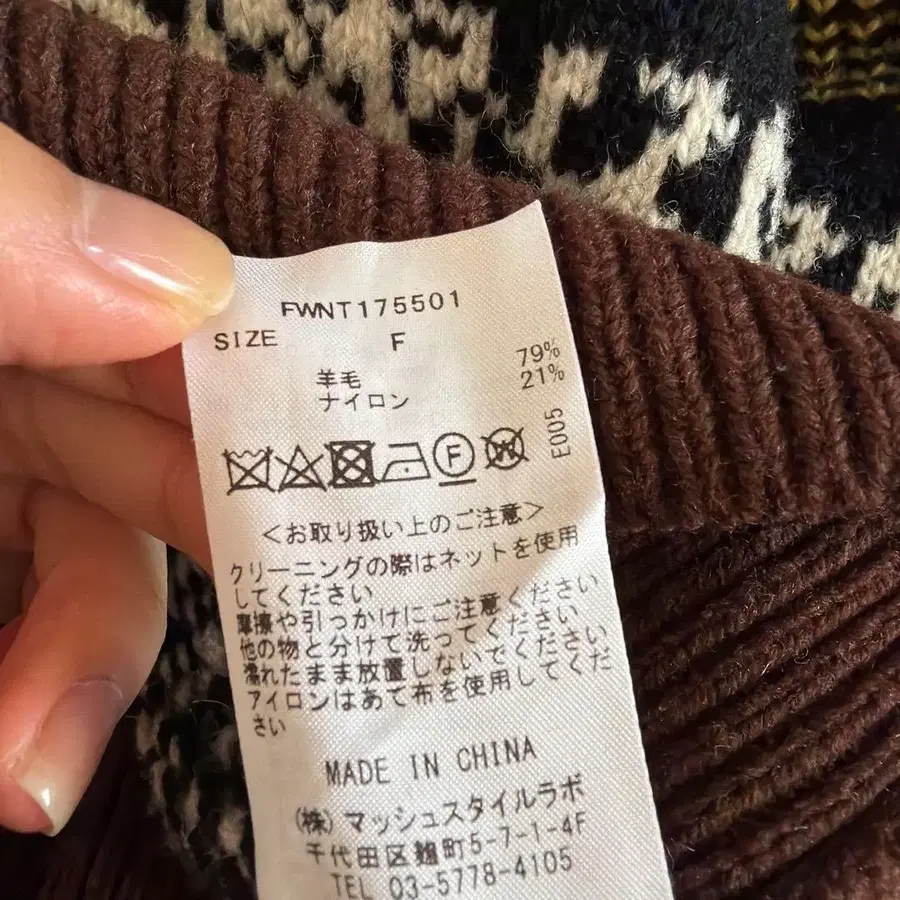 FWNT175501
SIZE F
羊毛 79%
ナイロン 21%
E005
F
W
<お取り扱い上のご注意>
クリーニングの際はネットを使用
してください
摩擦や引っかけにご注意ください
他の物と分けて洗ってください
濡れたまま放置しないでください
アイロンはあて布を使用してくだ
さい
MADE IN CHINA
(株)マッシュスタイルラボ
千代田区麹町5-7-1-4F
TEL 03-5778-4105